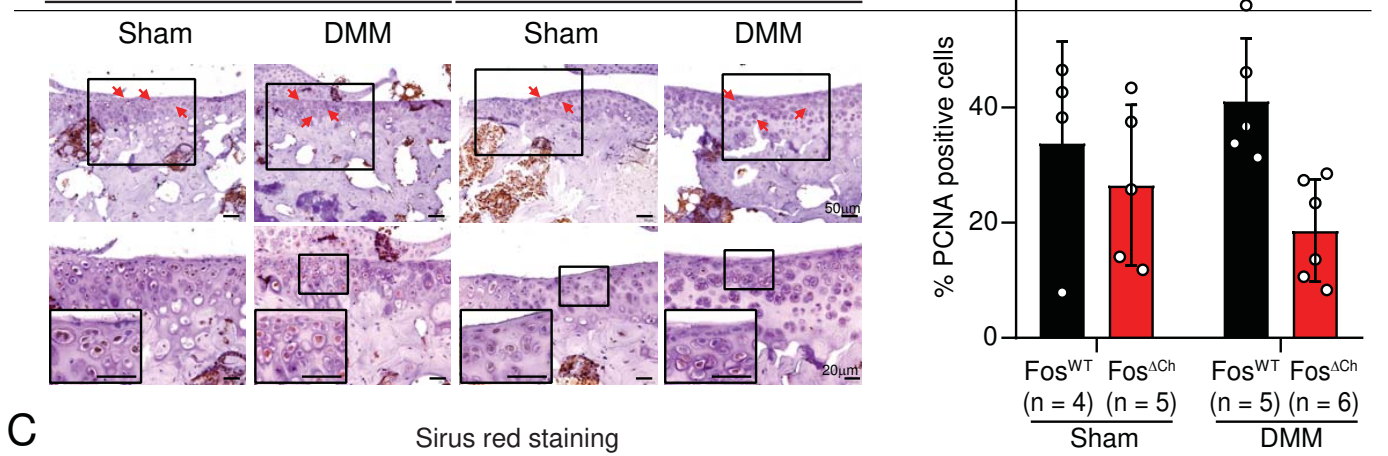 Sham DMM Sham DMM
50µm
20µm
% PCNA positive cells
40
20
0
Fos^WT Fos^ΔCh Fos^WT Fos^ΔCh
(n = 4) (n = 5) (n = 5) (n = 6)
Sham DMM
C Sirus red staining